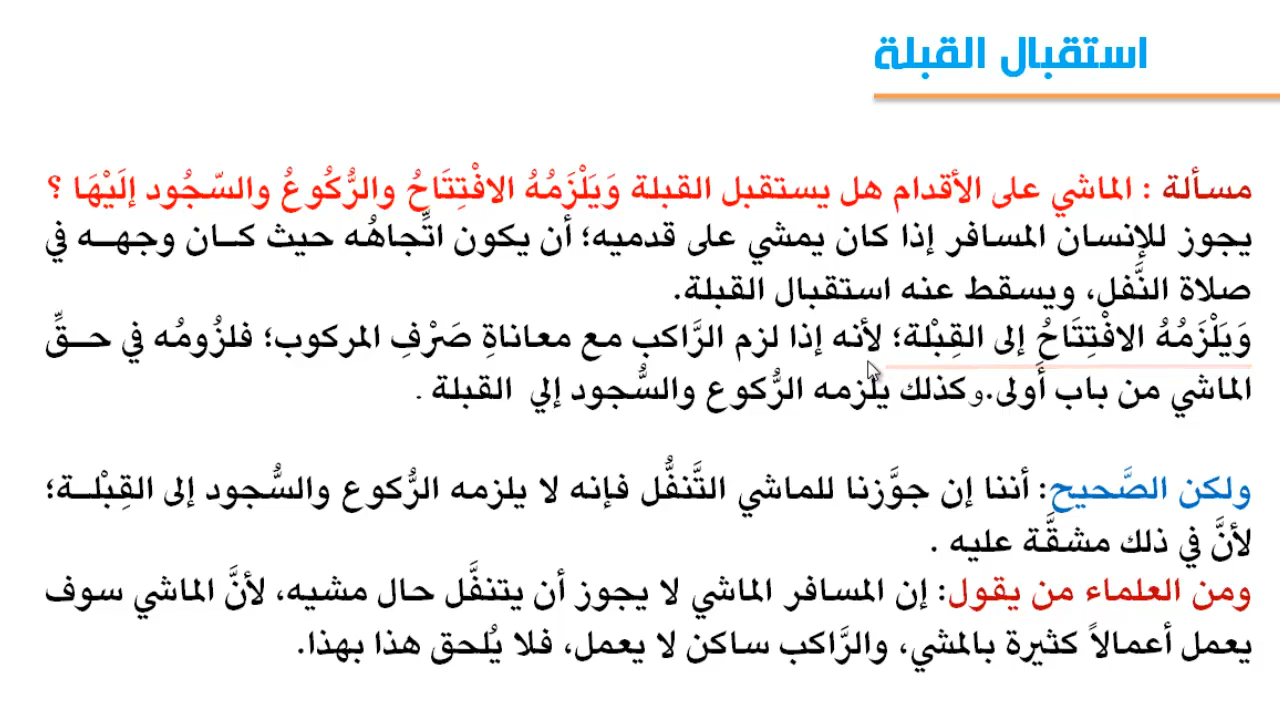 استقبال القبلة
مسألة : الماشي على الأقدام هل يستقبل القبلة وَيَلْزَمُهُ الافْتِتَاحُ والرُّكُوعُ والسّجُود إلَيْهَا ؟
يجوز للإنسان المسافر إذا كان يمشي على قدميه؛ أن يكون اتِّجاهُه حيث كــان وجهــه في
صلاة النَّفل، ويسقط عنه استقبال القبلة.
وَيَلْزَمُهُ الافْتِتَاحُ إلى القِبْلة؛ لأنه إذا لزم الرَّاكب مع معاناةِ صَرْفِ المركوب؛ فلزُومُه في حــقِّ
الماشي من باب أَولى.وكذلك يلَزمه الرُّكوع والسُّجود إلي القبلة .
ولكن الصَّحيح: أننا إن جوَّزنا للماشي التَّنفُّل فإنه لا يلزمه الرُّكوع والسُّجود إلى القِبْلــة؛
لأنَّ في ذلك مشقَّة عليه .
ومن العلماء من يقول: إن المسافر الماشي لا يجوز أن يتنفَّل حال مشيه، لأنَّ الماشي سوف
يعمل أعمالاً كثيرة بالمشي، والرَّاكب ساكن لا يعمل، فلا يُلحق هذا بهذا.